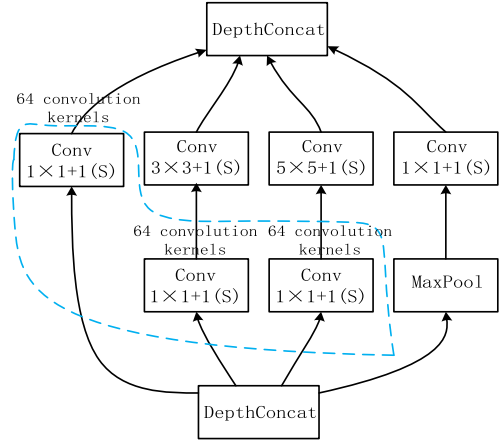 DepthConcat
64 convolution
kernels
Conv
1×1+1(S)
Conv
3×3+1(S)
Conv
5×5+1(S)
Conv
1×1+1(S)
64 convolution
kernels
64 convolution
kernels
Conv
1×1+1(S)
Conv
1×1+1(S)
MaxPool
DepthConcat